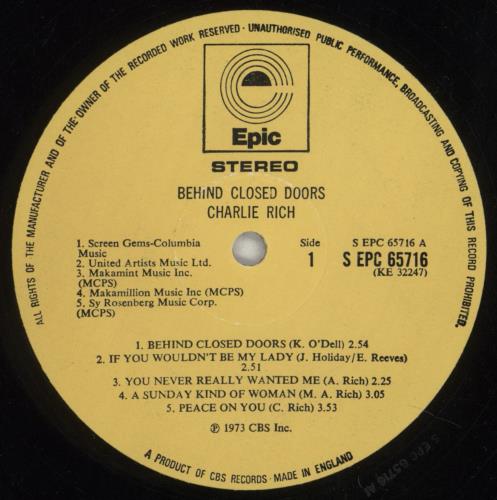 ALL RIGHTS OF THE MANUFACTURER AND OF THE OWNER OF THE RECORDED WORK RESERVED · UNAUTHORISED PUBLIC PERFORMANCE, BROADCASTING AND COPYING OF THIS RECORD PROHIBITED.
Epic
STEREO
BEHIND CLOSED DOORS
CHARLIE RICH
1. Screen Gems-Columbia
Music
2. United Artists Music Ltd.
3. Makamint Music Inc.
(MCPS)
4. Makamillion Music Inc (MCPS)
5. Sy Rosenberg Music Corp.
(MCPS)
Side
1
S EPC 65716 A
S EPC 65716
(KE 32247)
1. BEHIND CLOSED DOORS (K. O'Dell) 2.54
2. IF YOU WOULDN'T BE MY LADY (J. Holiday/E. Reeves)
2.51
3. YOU NEVER REALLY WANTED ME (A. Rich) 2.25
4. A SUNDAY KIND OF WOMAN (M. A. Rich) 3.05
5. PEACE ON YOU (C. Rich) 3.53
℗ 1973 CBS Inc.
A PRODUCT OF CBS RECORDS · MADE IN ENGLAND
S EPC 65716 A